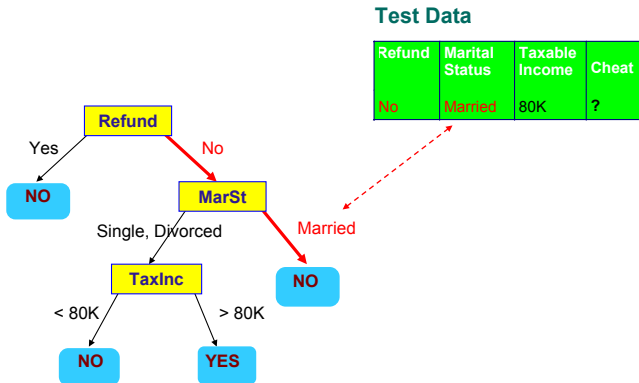 Test Data
Refund Marital Status Taxable Income Cheat
No Married 80K ?
Refund
Yes No
NO MarSt
Single, Divorced Married
TaxInc NO
< 80K > 80K
NO YES